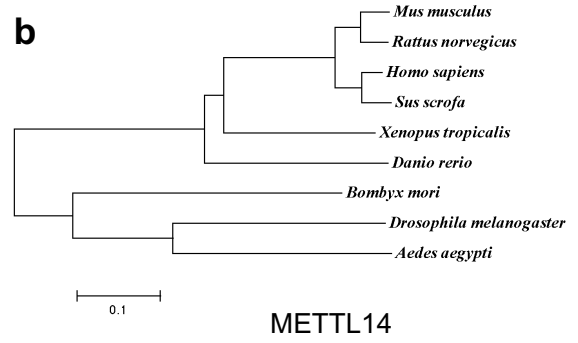 b
Mus musculus
Rattus norvegicus
Homo sapiens
Sus scrofa
Xenopus tropicalis
Danio rerio
Bombyx mori
Drosophila melanogaster
Aedes aegypti
0.1
METTL14